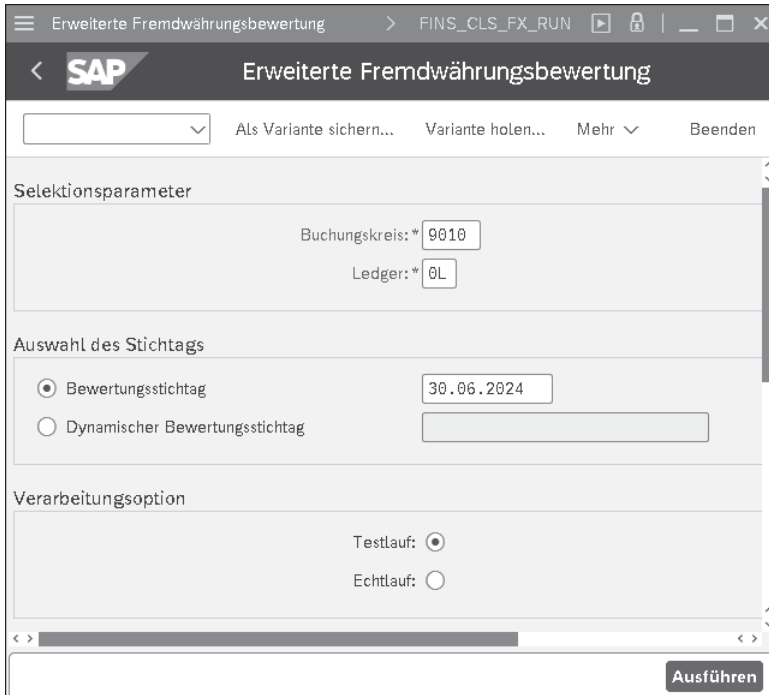 Erweiterte Fremdwährungsbewertung > FINS_CLS_FX_RUN
< SAP Erweiterte Fremdwährungsbewertung
Als Variante sichern... Variante holen... Mehr Beenden
Selektionsparameter
Buchungskreis:* 9010
Ledger:* 0L
Auswahl des Stichtags
Bewertungsstichtag 30.06.2024
Dynamischer Bewertungsstichtag
Verarbeitungsoption
Testlauf:
Echtlauf:
Ausführen